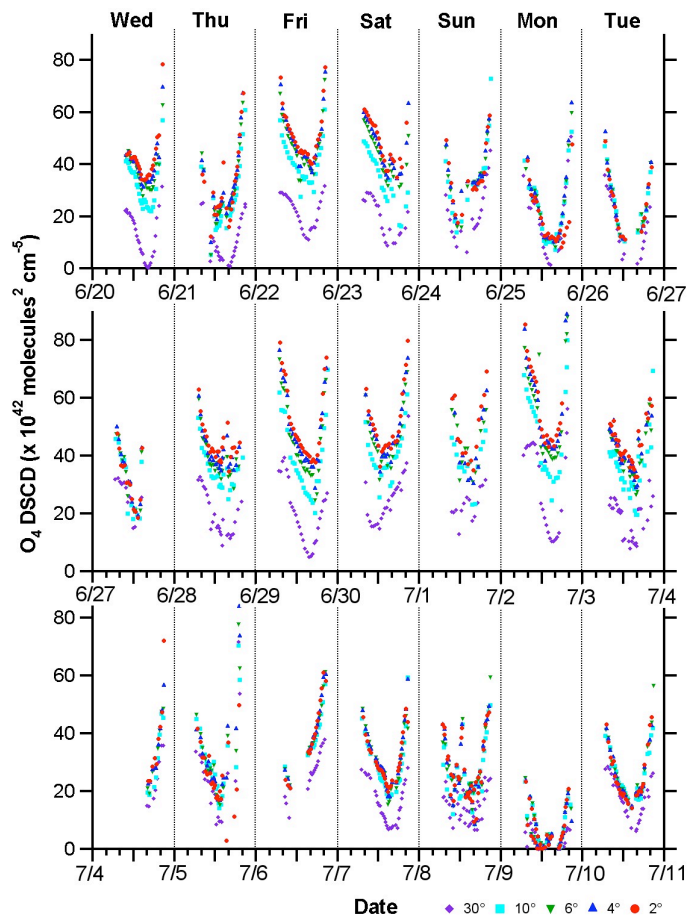 Wed Thu Fri Sat Sun Mon Tue
80
60
40
20
0
6/20 6/21 6/22 6/23 6/24 6/25 6/26 6/27
80
60
40
20
0
6/27 6/28 6/29 6/30 7/1 7/2 7/3 7/4
80
60
40
20
0
7/4 7/5 7/6 7/7 7/8 7/9 7/10 7/11
O₄ DSCD (x 10⁴² molecules² cm⁻⁵)
Date
30° 10° 6° 4° 2°